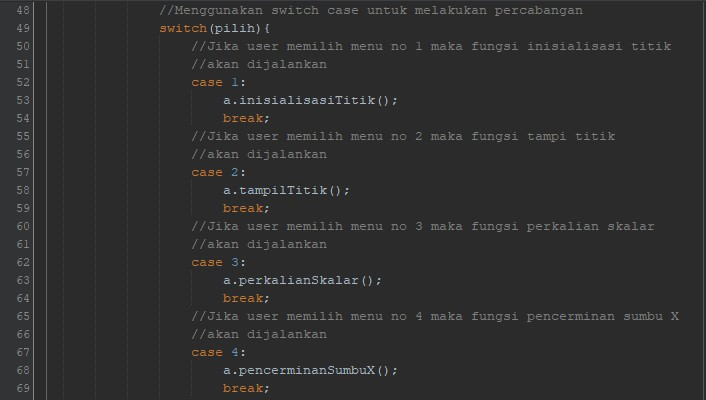 48 //Menggunakan switch case untuk melakukan percabangan
49 switch(pilih){
50 //Jika user memilih menu no 1 maka fungsi inisialisasi titik
51 //akan dijalankan
52 case 1:
53 a.inisialisasiTitik();
54 break;
55 //Jika user memilih menu no 2 maka fungsi tampi titik
56 //akan dijalankan
57 case 2:
58 a.tampilTitik();
59 break;
60 //Jika user memilih menu no 3 maka fungsi perkalian skalar
61 //akan dijalankan
62 case 3:
63 a.perkalianSkalar();
64 break;
65 //Jika user memilih menu no 4 maka fungsi pencerminan sumbu X
66 //akan dijalankan
67 case 4:
68 a.pencerminanSumbuX();
69 break;